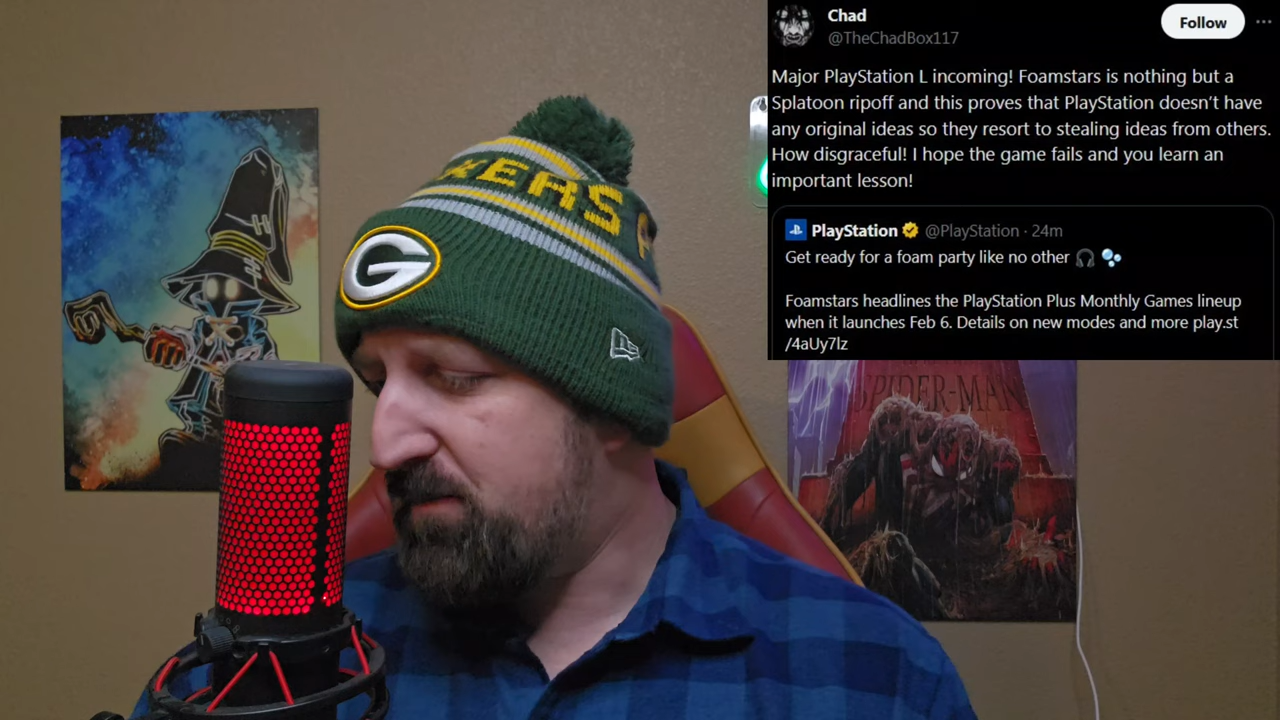 Chad
@TheChadBox117
Follow
Major PlayStation L incoming! Foamstars is nothing but a
Splatoon ripoff and this proves that PlayStation doesn't have
any original ideas so they resort to stealing ideas from others.
How disgraceful! I hope the game fails and you learn an
important lesson!
PlayStation @PlayStation · 24m
Get ready for a foam party like no other 🎧 🫧
Foamstars headlines the PlayStation Plus Monthly Games lineup
when it launches Feb 6. Details on new modes and more play.st
/4aUy7lz
G
SPIDER-MAN